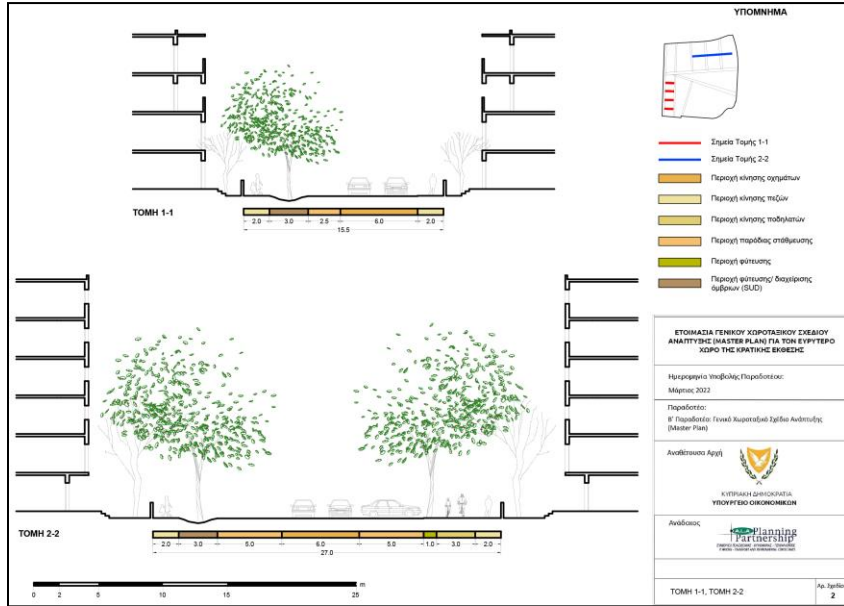 ΥΠΟΜΝΗΜΑ
Σημεία Τομής 1-1
Σημεία Τομής 2-2
Περιοχή κίνησης οχημάτων
Περιοχή κίνησης πεζών
Περιοχή κίνησης ποδηλατών
Περιοχή παρόδιας στάθμευσης
Περιοχή φύτευσης
Περιοχή φύτευσης/ διαχείρισης
όμβριων (SUD)
ΤΟΜΗ 1-1
2.0 3.0 2.5 6.0 2.0
15.5
ΤΟΜΗ 2-2
2.0 3.0 5.0 6.0 5.0 1.0 3.0 2.0
27.0
0 2 5 10 15 25 m
ΕΤΟΙΜΑΣΙΑ ΓΕΝΙΚΟΥ ΧΩΡΟΤΑΞΙΚΟΥ ΣΧΕΔΙΟΥ
ΑΝΑΠΤΥΞΗΣ (MASTER PLAN) ΓΙΑ ΤΟΝ ΕΥΡΥΤΕΡΟ
ΧΩΡΟ ΤΗΣ ΚΡΑΤΙΚΗΣ ΕΚΘΕΣΗΣ
Ημερομηνία Υποβολής Παραδοτέου:
Μάρτιος 2022
Παραδοτέο:
Β' Παραδοτέο: Γενικό Χωροταξικό Σχέδιο Ανάπτυξης
(Master Plan)
Αναθέτουσα Αρχή
ΚΥΠΡΙΑΚΗ ΔΗΜΟΚΡΑΤΙΑ
ΥΠΟΥΡΓΕΙΟ ΟΙΚΟΝΟΜΙΚΩΝ
Ανάδοχος
Planning
Partnership
ΤΟΜΗ 1-1, ΤΟΜΗ 2-2
Αρ. Σχεδίου
2